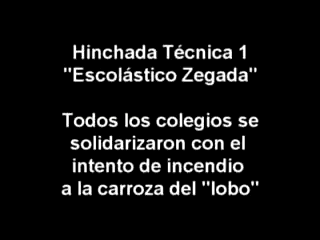 Hinchada Técnica 1
"Escolástico Zegada"
Todos los colegios se
solidarizaron con el
intento de incendio
a la carroza del "lobo"